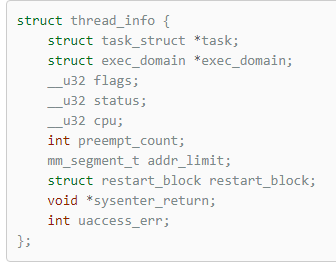 struct thread_info {
    struct task_struct *task;
    struct exec_domain *exec_domain;
    __u32 flags;
    __u32 status;
    __u32 cpu;
    int preempt_count;
    mm_segment_t addr_limit;
    struct restart_block restart_block;
    void *sysenter_return;
    int uaccess_err;
};